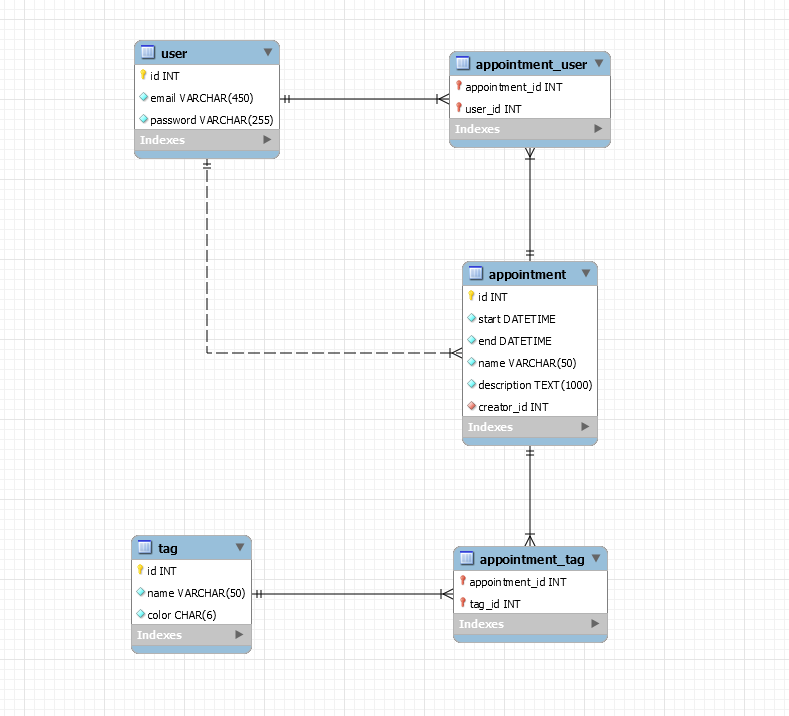 user
id INT
email VARCHAR(450)
password VARCHAR(255)
Indexes
appointment_user
appointment_id INT
user_id INT
Indexes
appointment
id INT
start DATETIME
end DATETIME
name VARCHAR(50)
description TEXT(1000)
creator_id INT
Indexes
tag
id INT
name VARCHAR(50)
color CHAR(6)
Indexes
appointment_tag
appointment_id INT
tag_id INT
Indexes